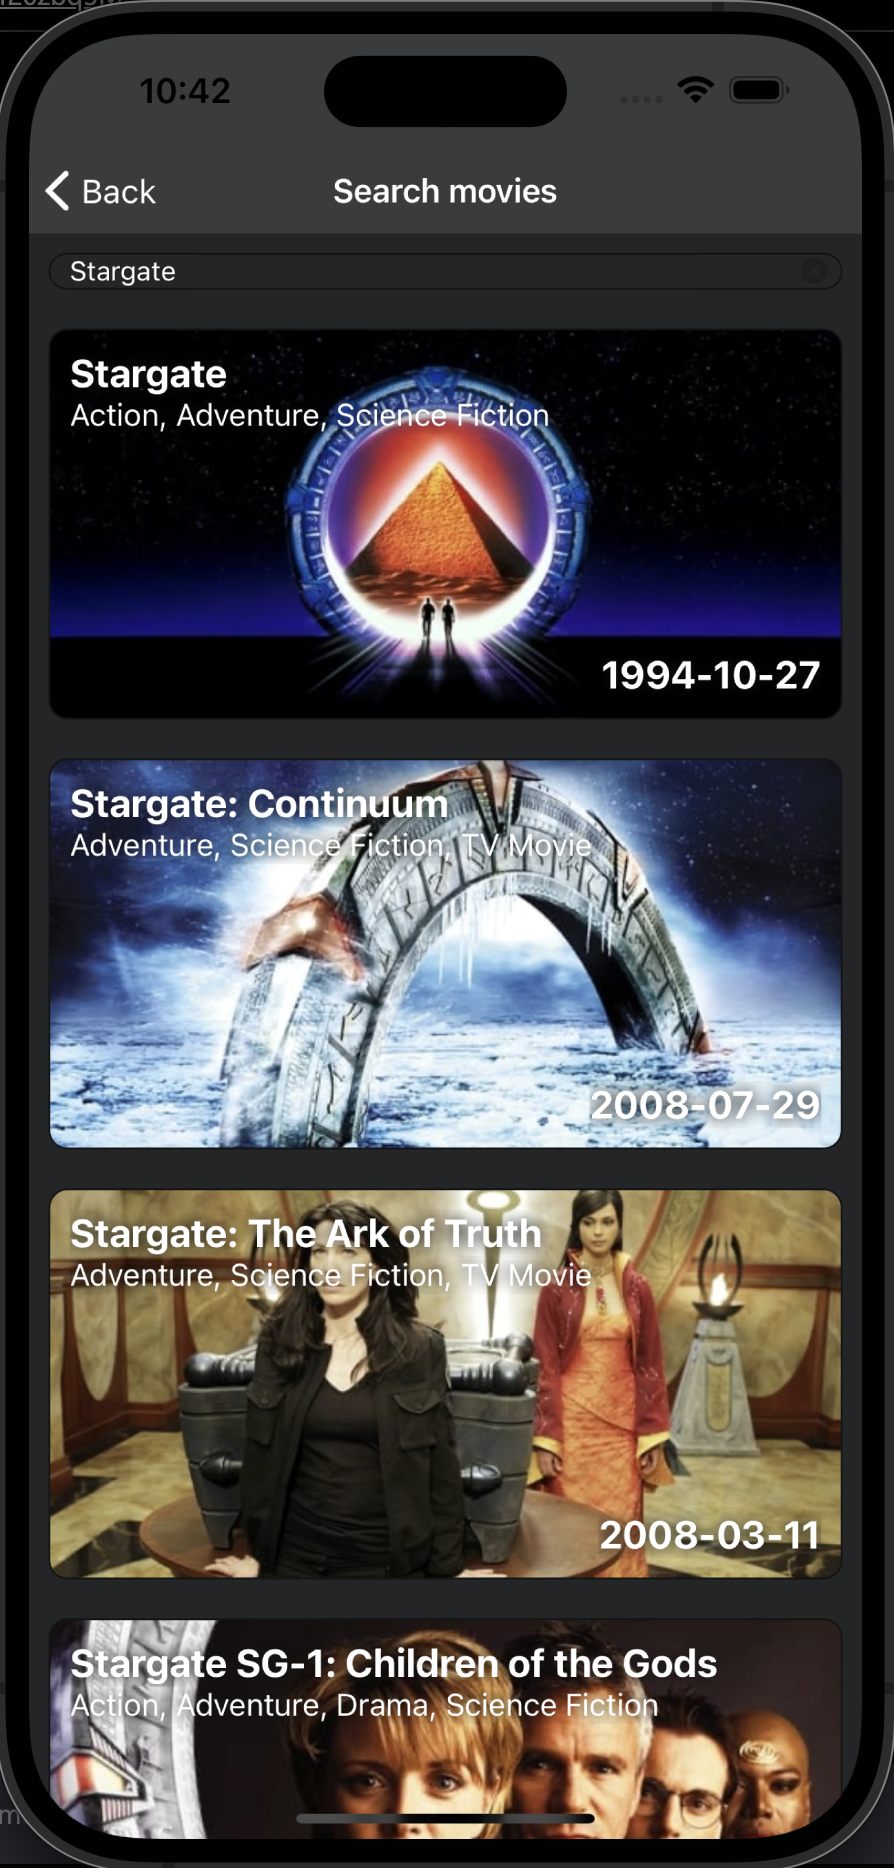 10:42
Back
Search movies
Stargate
Stargate
Action, Adventure, Science Fiction
1994-10-27
Stargate: Continuum
Adventure, Science Fiction, TV Movie
2008-07-29
Stargate: The Ark of Truth
Adventure, Science Fiction, TV Movie
2008-03-11
Stargate SG-1: Children of the Gods
Action, Adventure, Drama, Science Fiction